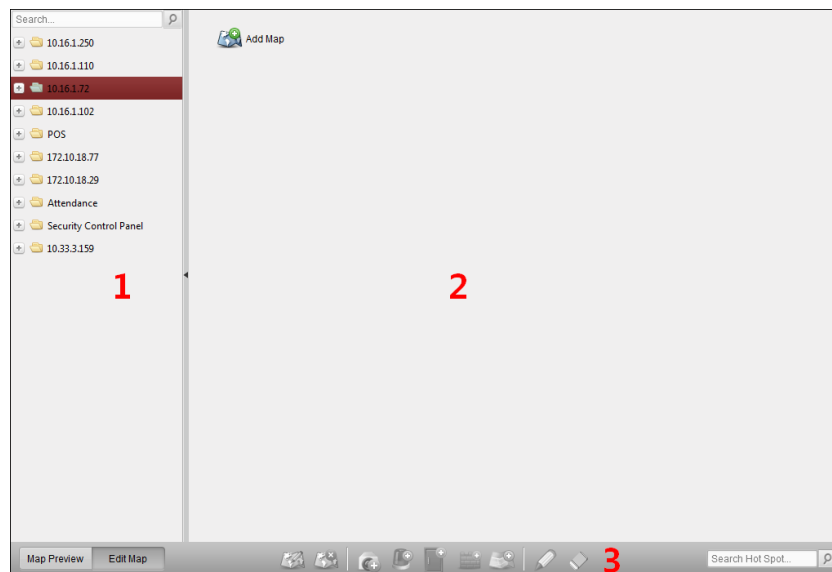 Search...
10.16.1.250
10.16.1.110
10.16.1.72
10.16.1.102
POS
172.10.18.77
172.10.18.29
Attendance
Security Control Panel
10.33.3.159
1
Add Map
2
Map Preview
Edit Map
3
Search Hot Spot...